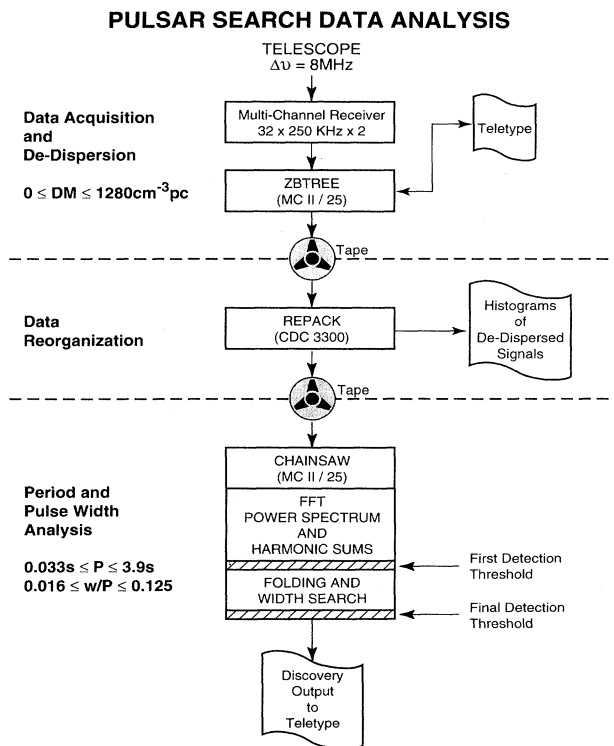 PULSAR SEARCH DATA ANALYSIS
TELESCOPE
Δυ = 8MHz
Data Acquisition
and
De-Dispersion
0 ≤ DM ≤ 1280cm⁻³pc
Multi-Channel Receiver
32 x 250 KHz x 2
Teletype
ZBTREE
(MC II / 25)
Tape
Data
Reorganization
REPACK
(CDC 3300)
Histograms
of
De-Dispersed
Signals
Tape
Period and
Pulse Width
Analysis
0.033s ≤ P ≤ 3.9s
0.016 ≤ w/P ≤ 0.125
CHAINSAW
(MC II / 25)
FFT
POWER SPECTRUM
AND
HARMONIC SUMS
First Detection
Threshold
FOLDING AND
WIDTH SEARCH
Final Detection
Threshold
Discovery
Output
to
Teletype